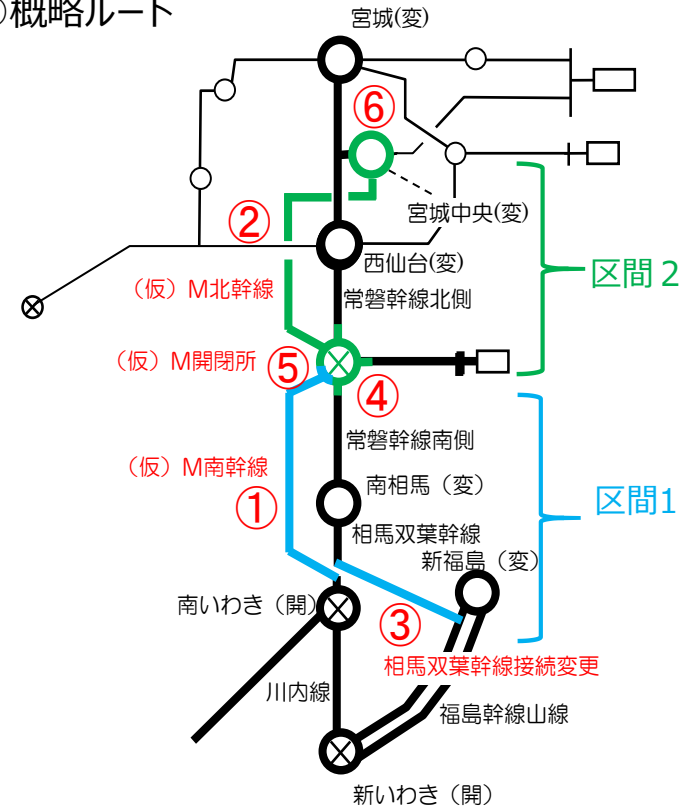 概略ルート
宮城(変)
⑥
宮城中央(変)
②
西仙台(変)
区間２
(仮) M北幹線
常磐幹線北側
(仮) M開閉所
⑤
④
常磐幹線南側
(仮) M南幹線
①
南相馬 (変)
区間1
相馬双葉幹線
新福島 (変)
南いわき (開)
③
相馬双葉幹線接続変更
川内線
福島幹線山線
新いわき (開)